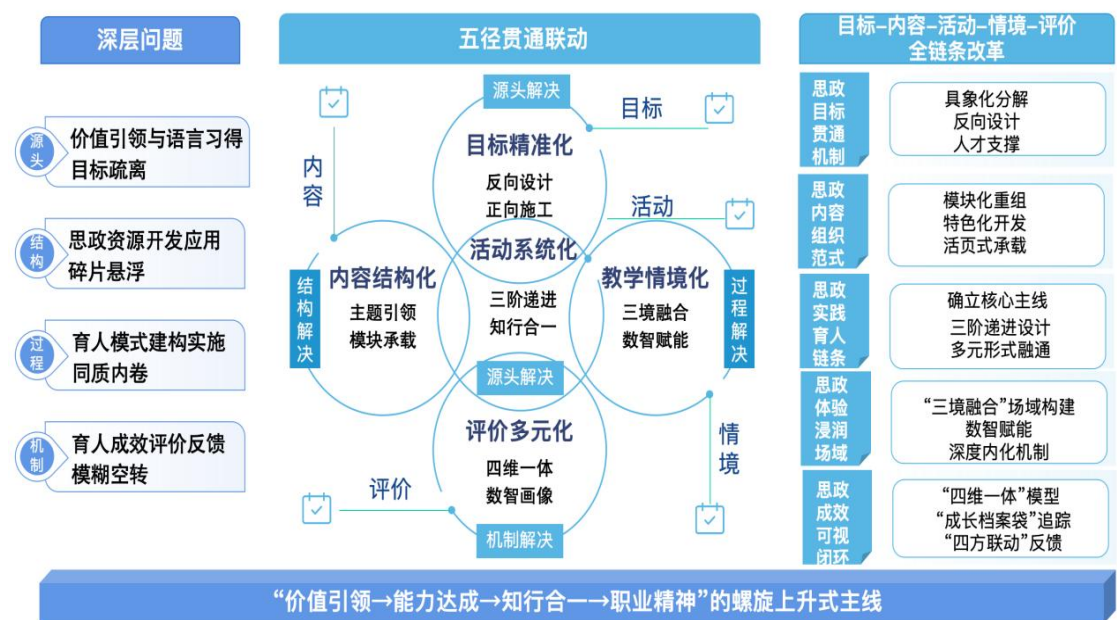 深层问题
源头
价值引领与语言习得
目标疏离
结构
思政资源开发应用
碎片悬浮
过程
育人模式建构实施
同质内卷
机制
育人成效评价反馈
模糊空转
五径贯通联动
源头解决
目标
目标精准化
反向设计
正向施工
内容
活动
活动系统化
三阶递进
知行合一
结构解决
内容结构化
主题引领
模块承载
教学情境化
三境融合
数智赋能
过程解决
源头解决
评价多元化
四维一体
数智画像
评价
情境
机制解决
目标–内容–活动–情境–评价
全链条改革
思政
目标
贯通
机制
具象化分解
反向设计
人才支撑
思政
内容
组织
范式
模块化重组
特色化开发
活页式承载
思政
实践
育人
链条
确立核心主线
三阶递进设计
多元形式融通
思政
体验
浸润
场域
“三境融合”场域构建
数智赋能
深度内化机制
思政
成效
可视
闭环
“四维一体”模型
“成长档案袋”追踪
“四方联动”反馈
“价值引领→能力达成→知行合一→职业精神”的螺旋上升式主线